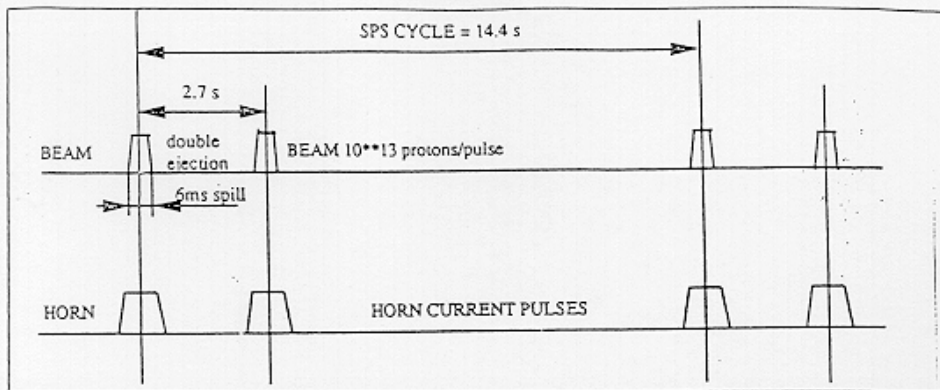 SPS CYCLE = 14.4 s
2.7 s
BEAM
double
ejection
BEAM 10**13 protons/pulse
6ms spill
HORN
HORN CURRENT PULSES